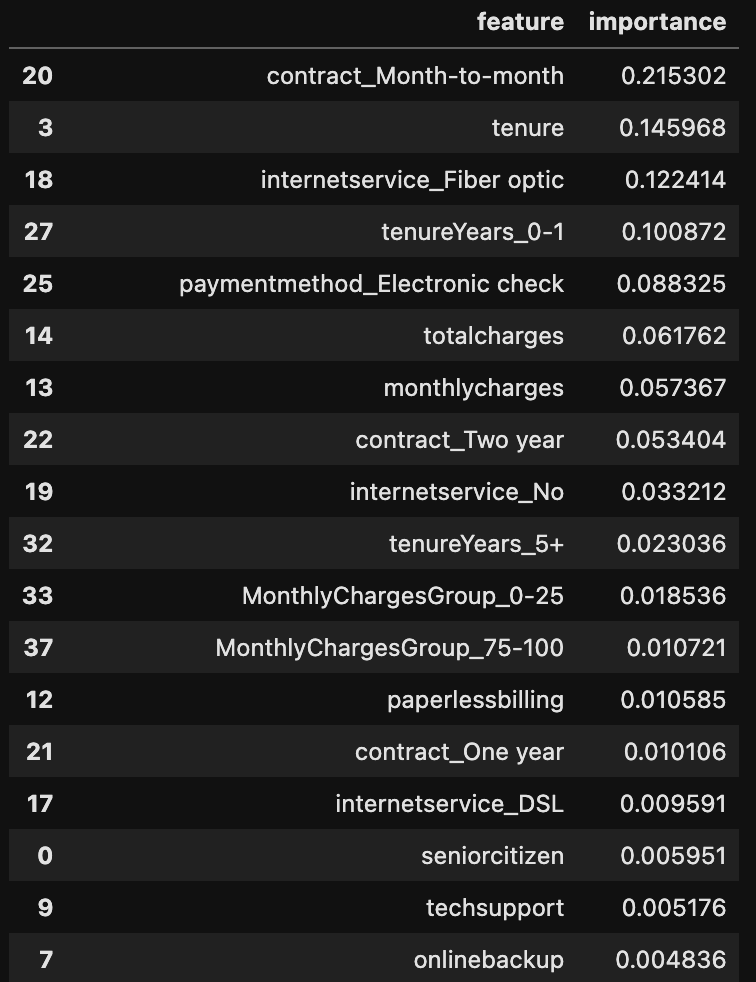 feature importance
20 contract_Month-to-month 0.215302
3 tenure 0.145968
18 internetservice_Fiber optic 0.122414
27 tenureYears_0-1 0.100872
25 paymentmethod_Electronic check 0.088325
14 totalcharges 0.061762
13 monthlycharges 0.057367
22 contract_Two year 0.053404
19 internetservice_No 0.033212
32 tenureYears_5+ 0.023036
33 MonthlyChargesGroup_0-25 0.018536
37 MonthlyChargesGroup_75-100 0.010721
12 paperlessbilling 0.010585
21 contract_One year 0.010106
17 internetservice_DSL 0.009591
0 seniorcitizen 0.005951
9 techsupport 0.005176
7 onlinebackup 0.004836